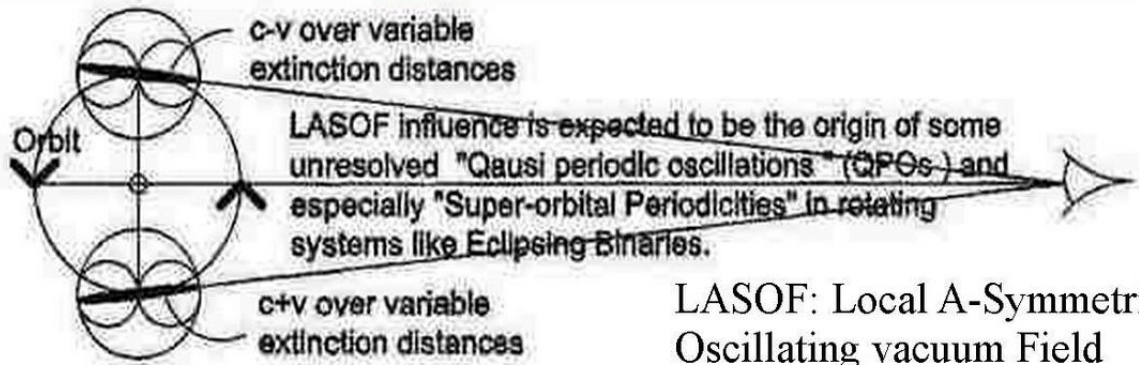 c-v over variable
extinction distances
Orbit
LASOF influence is expected to be the origin of some
unresolved "Qausi periodic oscillations " (QPOs ) and
especially "Super-orbital Periodicities" in rotating
systems like Eclipsing Binaries.
c+v over variable
extinction distances
LASOF: Local A-Symmetri
Oscillating vacuum Field